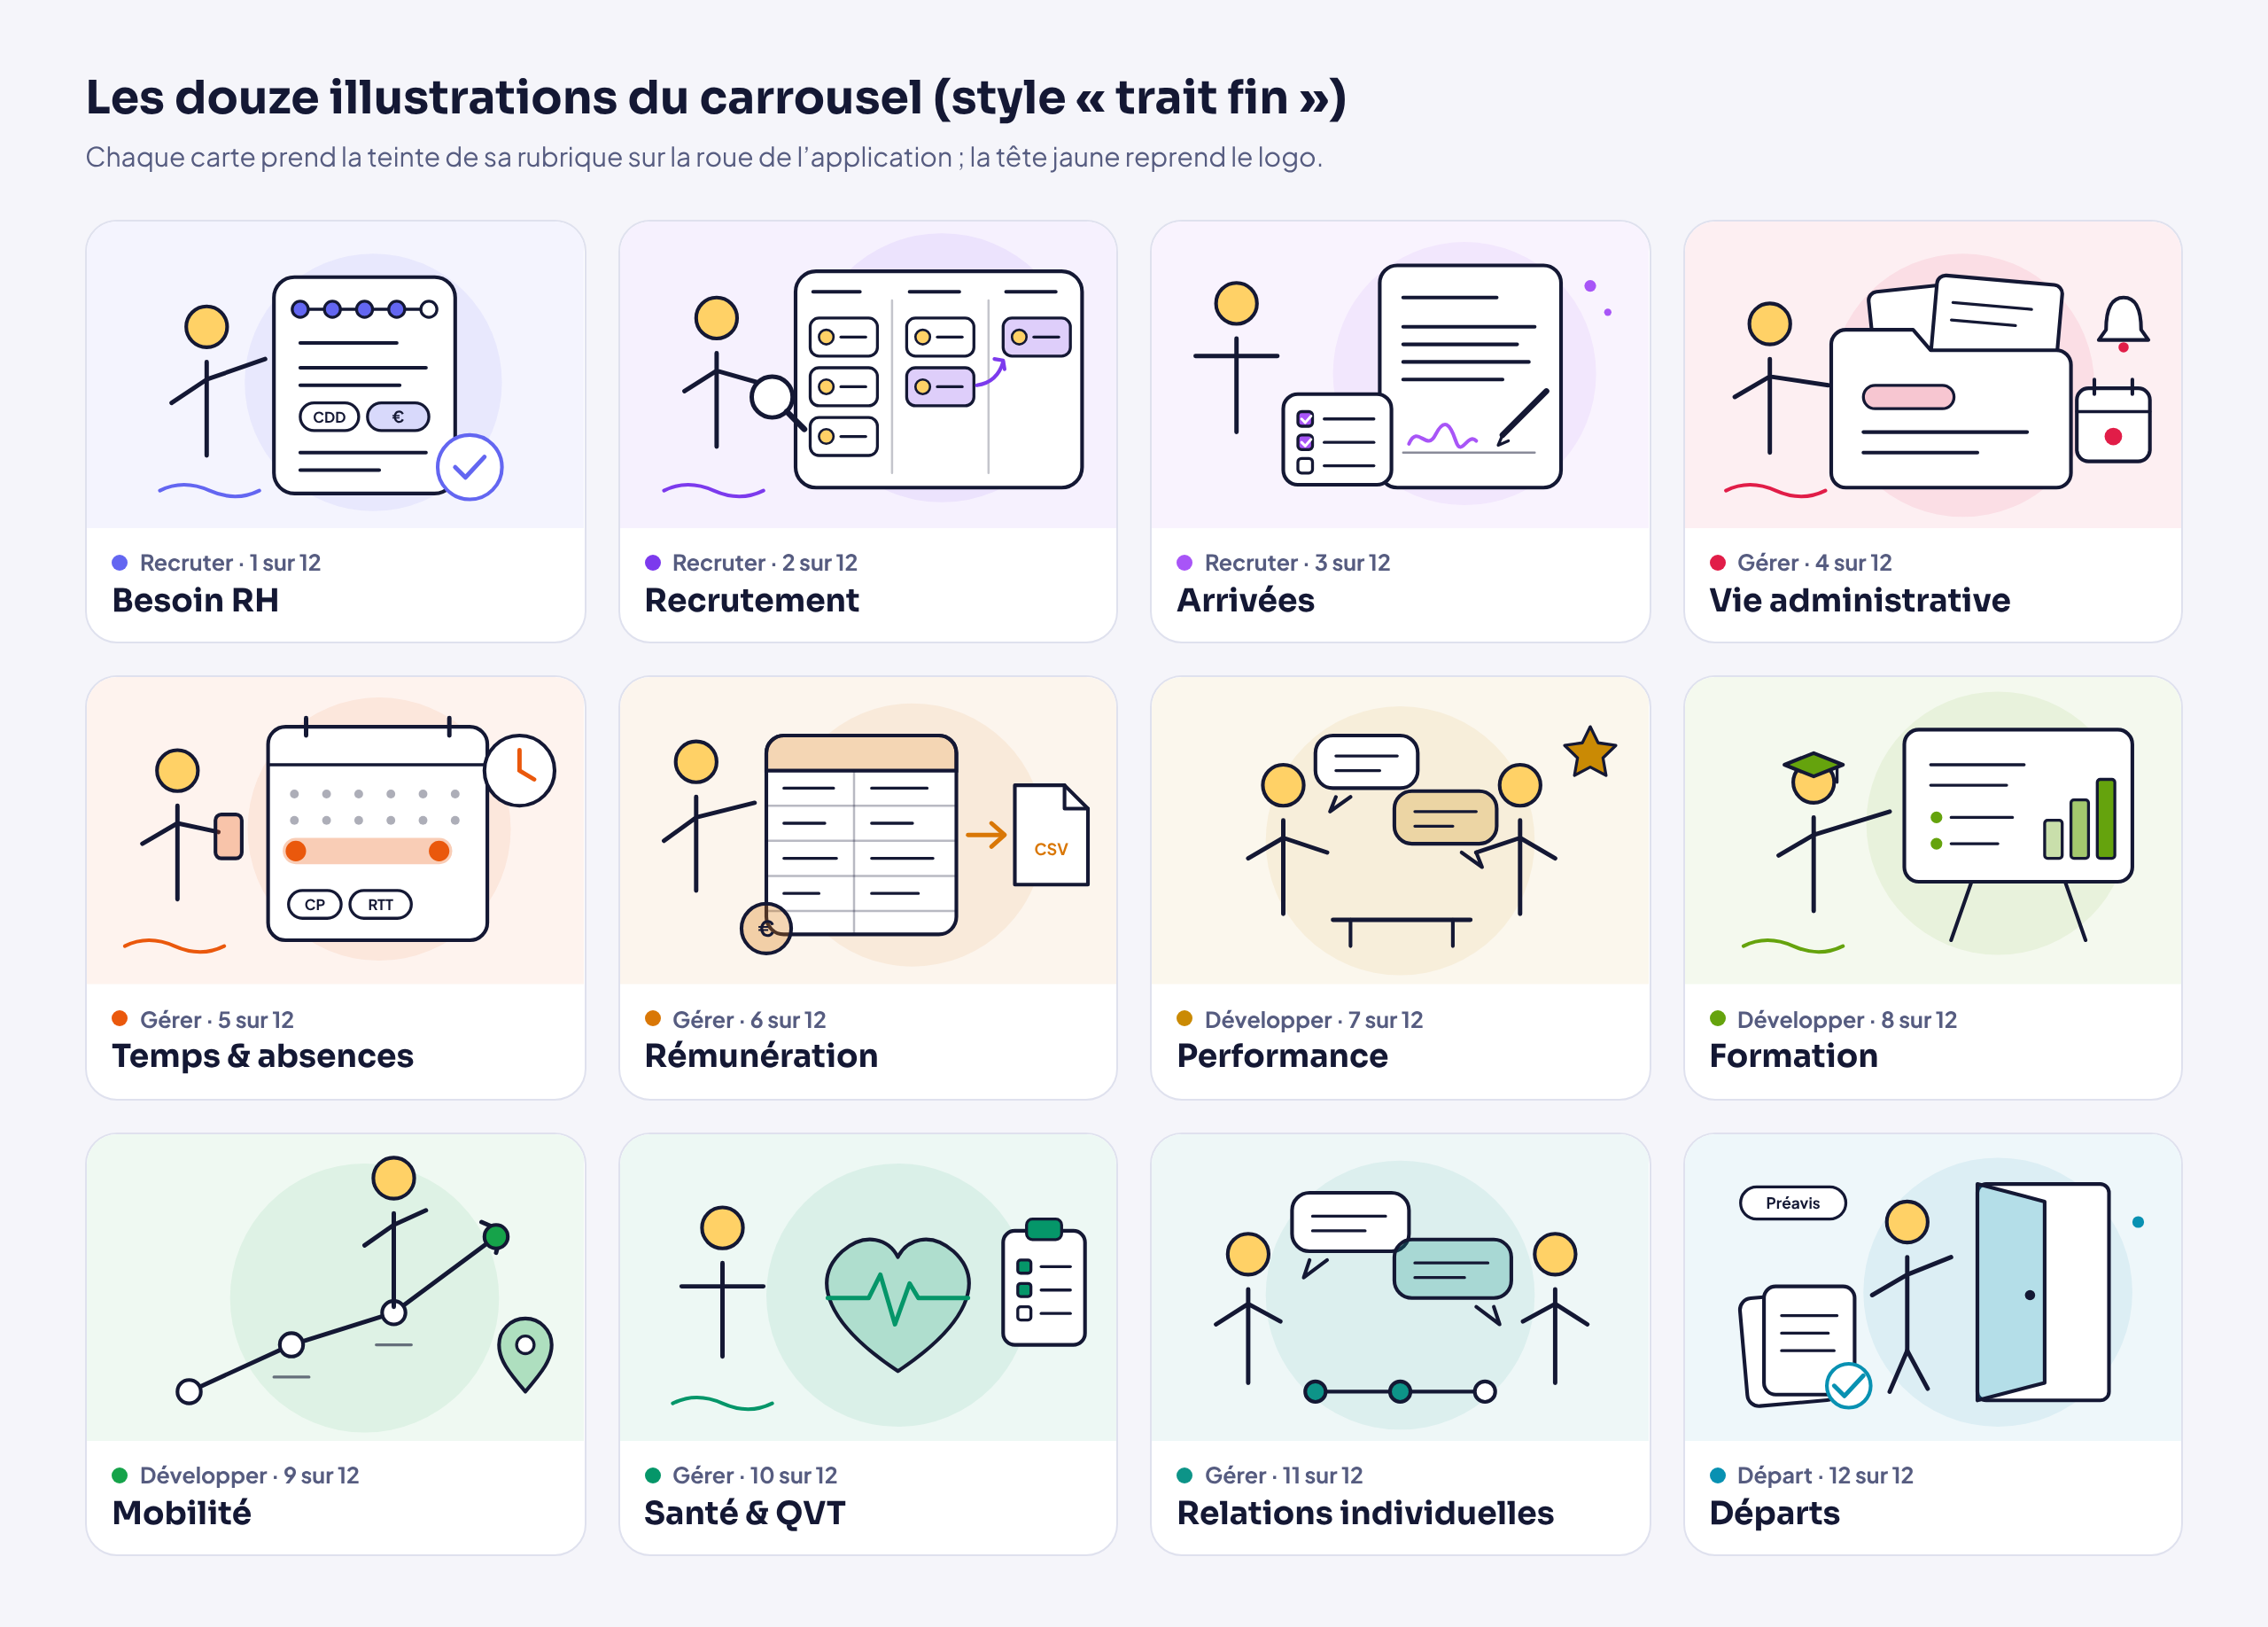 Les douze illustrations du carrousel (style « trait fin »)
Chaque carte prend la teinte de sa rubrique sur la roue de l’application ; la tête jaune reprend le logo.
CDD
€
Recruter · 1 sur 12
Besoin RH
Recruter · 2 sur 12
Recrutement
Recruter · 3 sur 12
Arrivées
Gérer · 4 sur 12
Vie administrative
CP
RTT
Gérer · 5 sur 12
Temps & absences
CSV
€
Gérer · 6 sur 12
Rémunération
Développer · 7 sur 12
Performance
Développer · 8 sur 12
Formation
Développer · 9 sur 12
Mobilité
Gérer · 10 sur 12
Santé & QVT
Gérer · 11 sur 12
Relations individuelles
Préavis
Départ · 12 sur 12
Départs